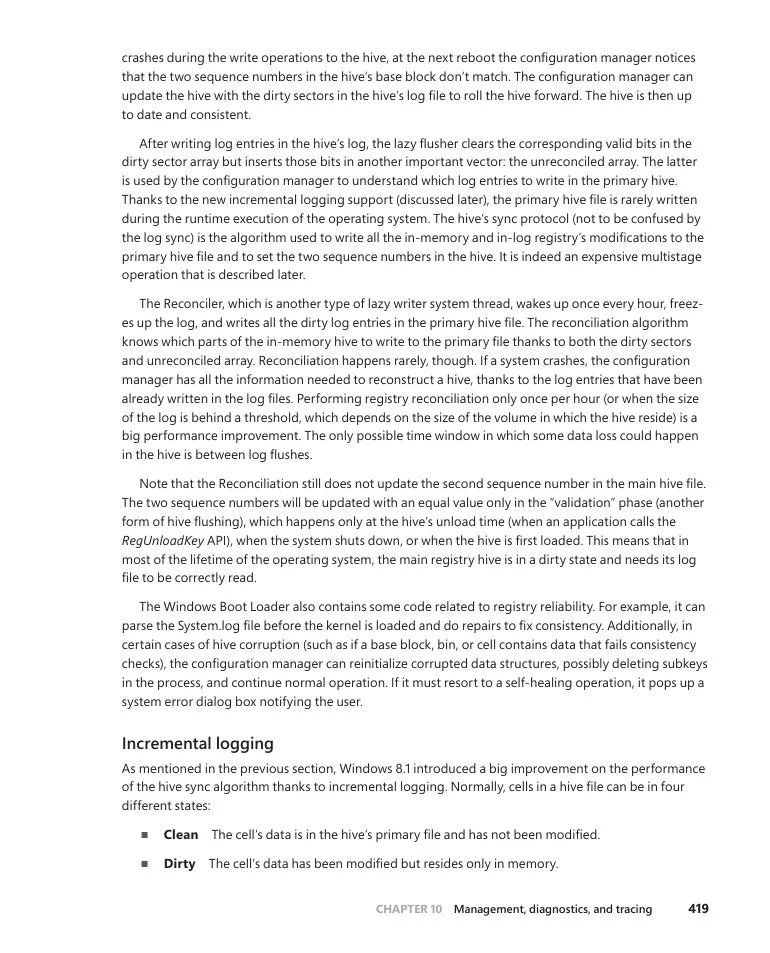 crashes during the write operations to the hive, at the next reboot the configuration manager notices
that the two sequence numbers in the hive’s base block don’t match. The configuration manager can
update the hive with the dirty sectors in the hive’s log file to roll the hive forward. The hive is then up
to date and consistent.
After writing log entries in the hive’s log, the lazy flusher clears the corresponding valid bits in the
dirty sector array but inserts those bits in another important vector: the unreconciled array. The latter
is used by the configuration manager to understand which log entries to write in the primary hive.
Thanks to the new incremental logging support (discussed later), the primary hive file is rarely written
during the runtime execution of the operating system. The hive’s sync protocol (not to be confused by
the log sync) is the algorithm used to write all the in-memory and in-log registry’s modifications to the
primary hive file and to set the two sequence numbers in the hive. It is indeed an expensive multistage
operation that is described later.
The Reconciler, which is another type of lazy writer system thread, wakes up once every hour, freez-
es up the log, and writes all the dirty log entries in the primary hive file. The reconciliation algorithm
knows which parts of the in-memory hive to write to the primary file thanks to both the dirty sectors
and unreconciled array. Reconciliation happens rarely, though. If a system crashes, the configuration
manager has all the information needed to reconstruct a hive, thanks to the log entries that have been
already written in the log files. Performing registry reconciliation only once per hour (or when the size
of the log is behind a threshold, which depends on the size of the volume in which the hive reside) is a
big performance improvement. The only possible time window in which some data loss could happen
in the hive is between log flushes.
Note that the Reconciliation still does not update the second sequence number in the main hive file.
The two sequence numbers will be updated with an equal value only in the “validation” phase (another
form of hive flushing), which happens only at the hive’s unload time (when an application calls the
RegUnloadKey API), when the system shuts down, or when the hive is first loaded. This means that in
most of the lifetime of the operating system, the main registry hive is in a dirty state and needs its log
file to be correctly read.
The Windows Boot Loader also contains some code related to registry reliability. For example, it can
parse the System.log file before the kernel is loaded and do repairs to fix consistency. Additionally, in
certain cases of hive corruption (such as if a base block, bin, or cell contains data that fails consistency
checks), the configuration manager can reinitialize corrupted data structures, possibly deleting subkeys
in the process, and continue normal operation. If it must resort to a self-healing operation, it pops up a
system error dialog box notifying the user.
Incremental logging
As mentioned in the previous section, Windows 8.1 introduced a big improvement on the performance
of the hive sync algorithm thanks to incremental logging. Normally, cells in a hive file can be in four
different states:
■ Clean The cell’s data is in the hive’s primary file and has not been modified.
■ Dirty The cell’s data has been modified but resides only in memory.
CHAPTER 10 Management, diagnostics, and tracing 419